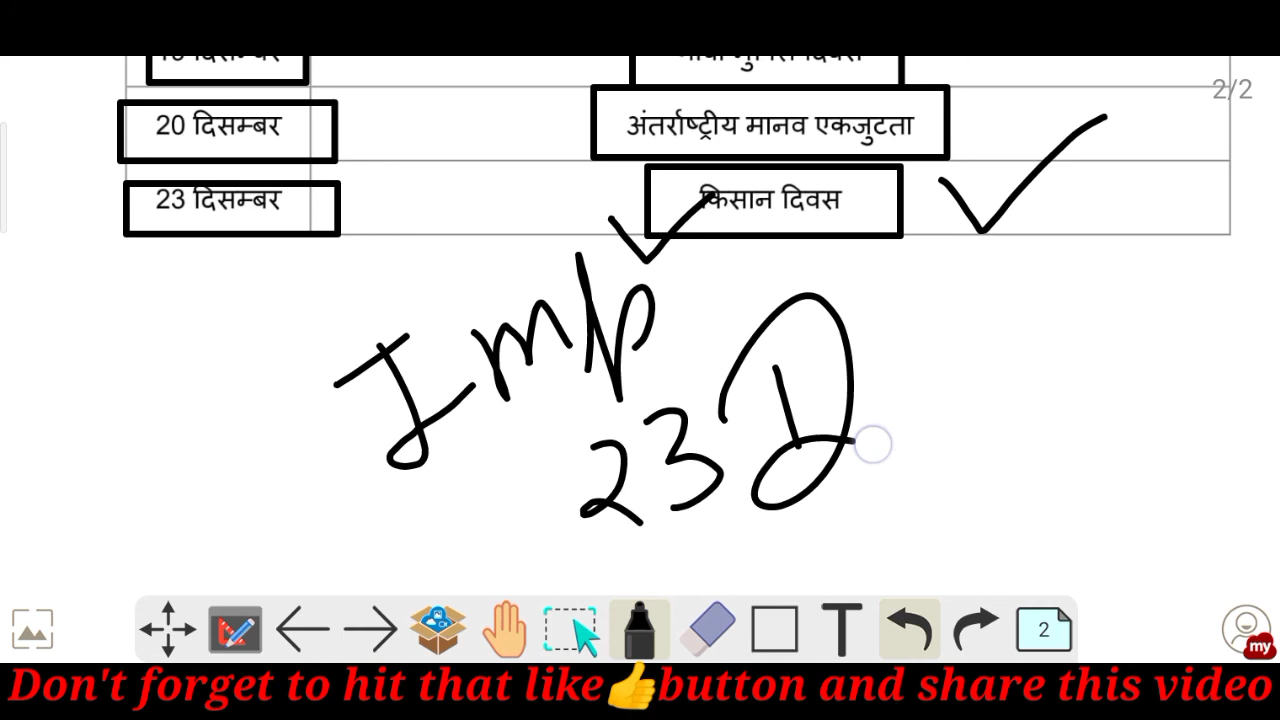 2/2
20 दिसम्बर अंतर्राष्ट्रीय मानव एकजुटता
23 दिसम्बर किसान दिवस
Imp
23 D
T 2
my
Don't forget to hit that like👍button and share this video